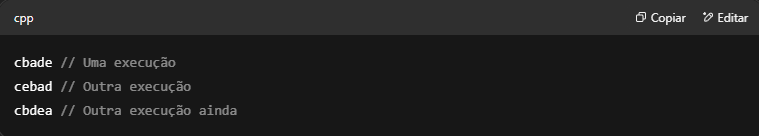 cpp
Copiar
Editar
cbade // Uma execução
cebad // Outra execução
cbdea // Outra execução ainda